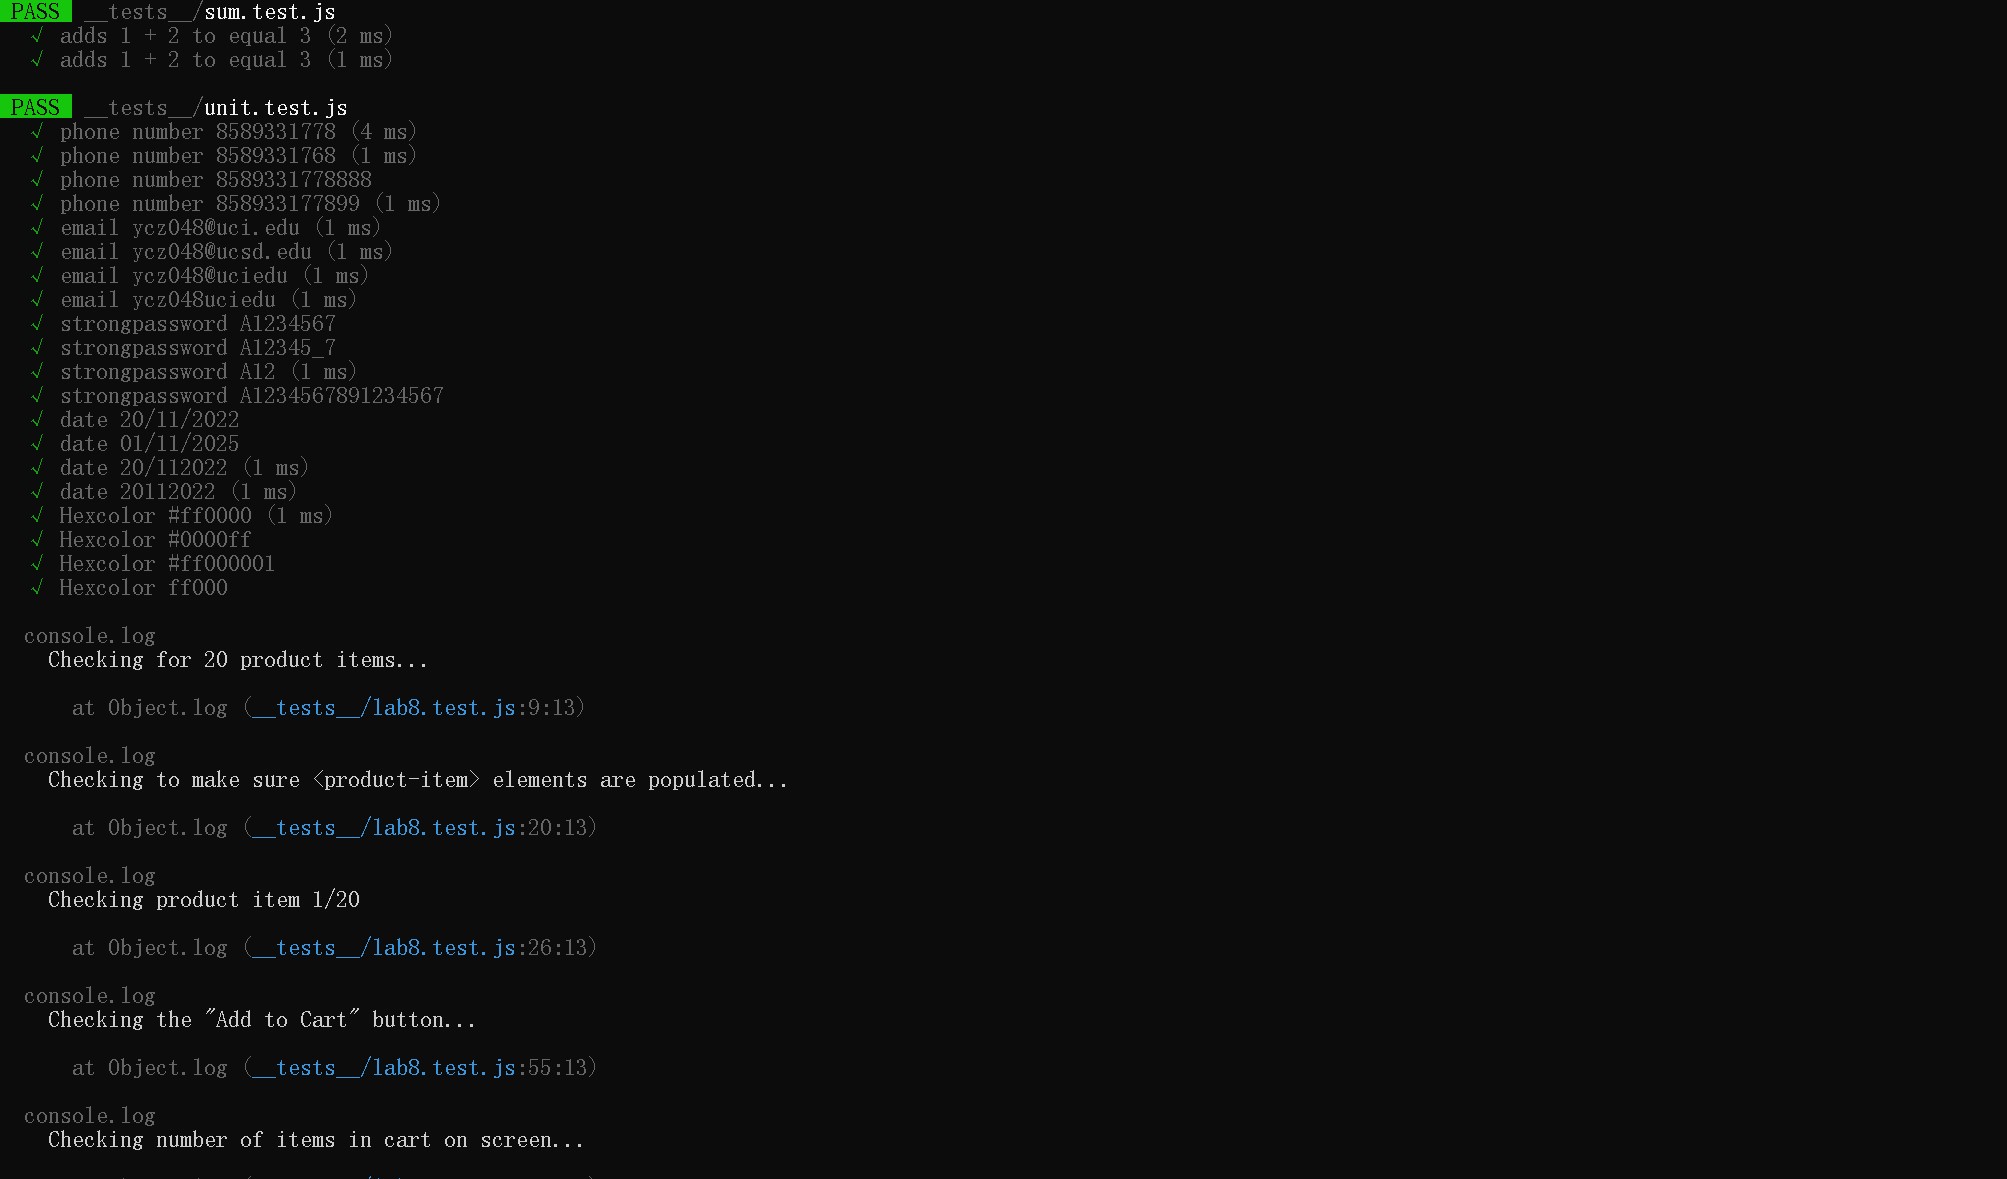 PASS __tests__/sum.test.js
√ adds 1 + 2 to equal 3 (2 ms)
√ adds 1 + 2 to equal 3 (1 ms)
PASS __tests__/unit.test.js
√ phone number 8589331778 (4 ms)
√ phone number 8589331768 (1 ms)
√ phone number 8589331778888
√ phone number 858933177899 (1 ms)
√ email ycz048@uci.edu (1 ms)
√ email ycz048@ucsd.edu (1 ms)
√ email ycz048@uciedu (1 ms)
√ email ycz048uciedu (1 ms)
√ strongpassword A1234567
√ strongpassword A12345_7
√ strongpassword A12 (1 ms)
√ strongpassword A1234567891234567
√ date 20/11/2022
√ date 01/11/2025
√ date 20/112022 (1 ms)
√ date 20112022 (1 ms)
√ Hexcolor #ff0000 (1 ms)
√ Hexcolor #0000ff
√ Hexcolor #ff000001
√ Hexcolor ff000
console.log
Checking for 20 product items...
at Object.log (__tests__/lab8.test.js:9:13)
console.log
Checking to make sure <product-item> elements are populated...
at Object.log (__tests__/lab8.test.js:20:13)
console.log
Checking product item 1/20
at Object.log (__tests__/lab8.test.js:26:13)
console.log
Checking the "Add to Cart" button...
at Object.log (__tests__/lab8.test.js:55:13)
console.log
Checking number of items in cart on screen...